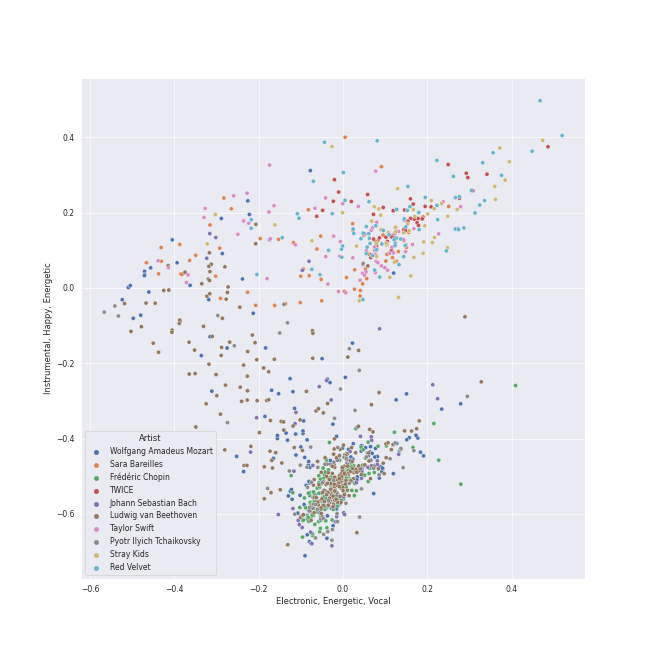 0.4
0.2
0.0
−0.2
−0.4
−0.6
Instrumental, Happy, Energetic
Artist
Wolfgang Amadeus Mozart
Sara Bareilles
Frédéric Chopin
TWICE
Johann Sebastian Bach
Ludwig van Beethoven
Taylor Swift
Pyotr Ilyich Tchaikovsky
Stray Kids
Red Velvet
−0.6 −0.4 −0.2 0.0 0.2 0.4
Electronic, Energetic, Vocal